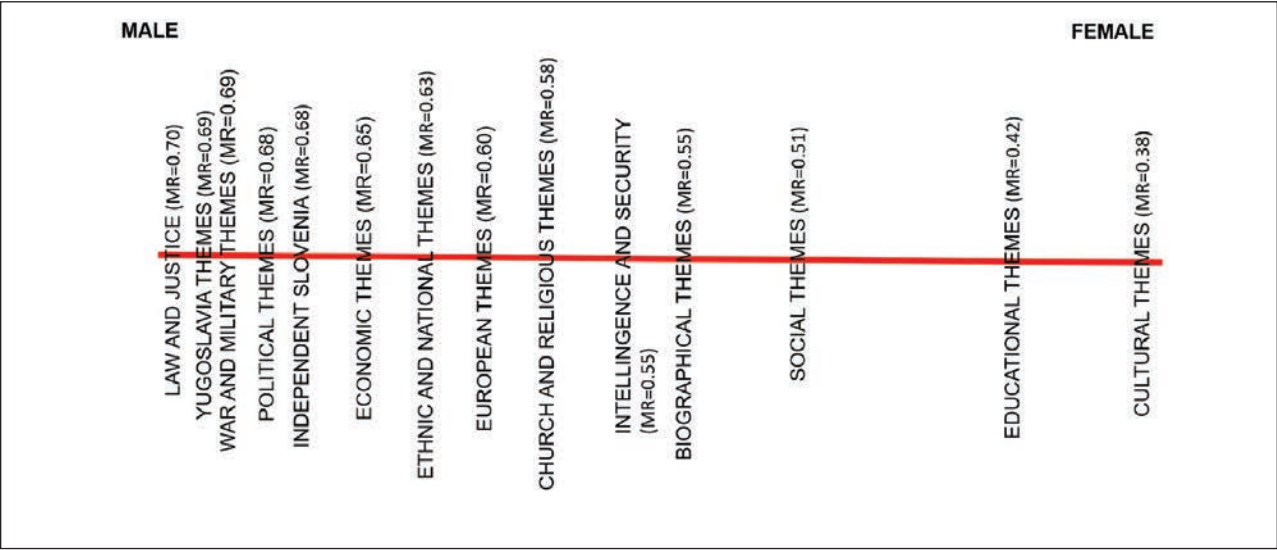 MALE
FEMALE
LAW AND JUSTICE (MR=0.70)
YUGOSLAVIA THEMES (MR=0.69)
WAR AND MILITARY THEMES (MR=0.69)
POLITICAL THEMES (MR=0.68)
INDEPENDENT SLOVENIA (MR=0.68)
ECONOMIC THEMES (MR=0.65)
ETHNIC AND NATIONAL THEMES (MR=0.63)
EUROPEAN THEMES (MR=0.60)
CHURCH AND RELIGIOUS THEMES (MR=0.58)
INTELLINGENCE AND SECURITY
(MR=0.55)
BIOGRAPHICAL THEMES (MR=0.55)
SOCIAL THEMES (MR=0.51)
EDUCATIONAL THEMES (MR=0.42)
CULTURAL THEMES (MR=0.38)